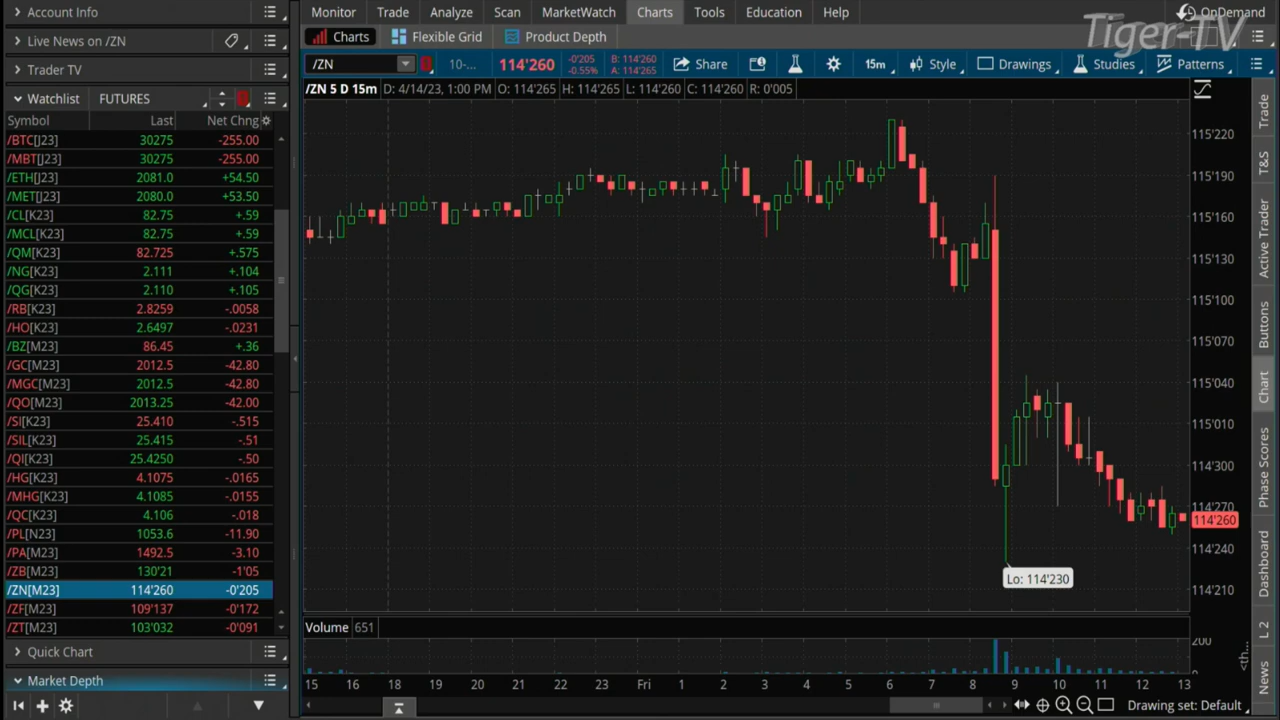 Account Info
Live News on /ZN
Trader TV
Watchlist FUTURES
Symbol Last Net Chng
/BTC[J23] 30275 -255.00
/MBT[J23] 30275 -255.00
/ETH[J23] 2081.0 +54.50
/MET[J23] 2080.0 +53.50
/CL[K23] 82.75 +.59
/MCL[K23] 82.75 +.59
/QM[K23] 82.725 +.575
/NG[K23] 2.111 +.104
/QG[K23] 2.110 +.105
/RB[K23] 2.8259 -.0058
/HO[K23] 2.6497 -.0231
/BZ[M23] 86.45 +.36
/GC[M23] 2012.5 -42.80
/MGC[M23] 2012.5 -42.80
/QO[M23] 2013.25 -42.00
/SI[K23] 25.410 -.515
/SIL[K23] 25.415 -.51
/QI[K23] 25.4250 -.50
/HG[K23] 4.1075 -.0165
/MHG[K23] 4.1085 -.0155
/QC[K23] 4.106 -.018
/PL[N23] 1053.6 -11.90
/PA[M23] 1492.5 -3.10
/ZB[M23] 130'21 -1'05
/ZN[M23] 114'260 -0'205
/ZF[M23] 109'137 -0'172
/ZT[M23] 103'032 -0'091
Quick Chart
Market Depth
Monitor Trade Analyze Scan MarketWatch Charts Tools Education Help OnDemand
Tiger-TV
Charts Flexible Grid Product Depth
/ZN 10-... 114'260 -0'205 -0.55% B: 114'260 A: 114'265 Share 15m Style Drawings Studies Patterns
/ZN 5 D 15m D: 4/14/23, 1:00 PM O: 114'265 H: 114'265 L: 114'260 C: 114'260 R: 0'005
115'220
115'190
115'160
115'130
115'100
115'070
115'040
115'010
114'300
114'270
114'260
114'240
114'210
Lo: 114'230
Volume 651
200
0
<th...
15 16 17 18 19 20 21 22 23 Fri 1 2 3 4 5 6 7 8 9 10 11 12 13
Drawing set: Default
Trade
T&S
Active Trader
Buttons
Chart
Phase Scores
Dashboard
L 2
News